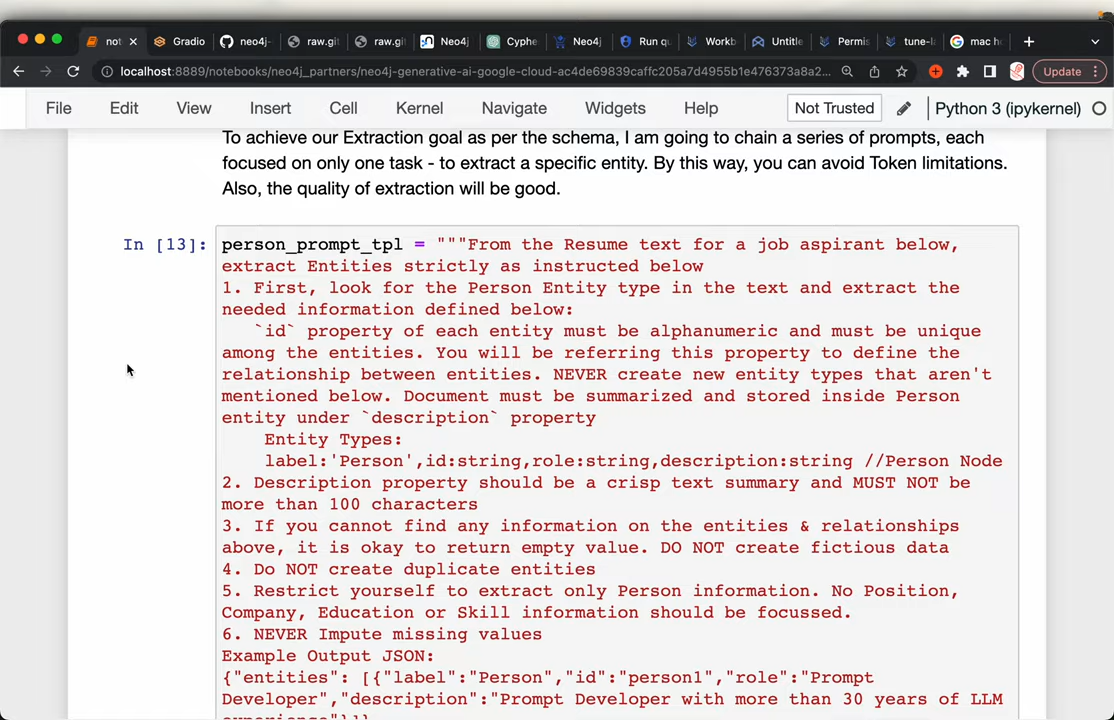 not
Gradio
neo4j-
raw.git
raw.git
Neo4j
Cyphe
Neo4j
Run qu
Workb
Untitle
Permis
tune-l
mac h
localhost:8889/notebooks/neo4j_partners/neo4j-generative-ai-google-cloud-ac4de69839caffc205a7d4955b1e476373a8a2...
Update
File Edit View Insert Cell Kernel Navigate Widgets Help Not Trusted Python 3 (ipykernel)
To achieve our Extraction goal as per the schema, I am going to chain a series of prompts, each
focused on only one task - to extract a specific entity. By this way, you can avoid Token limitations.
Also, the quality of extraction will be good.
In [13]: person_prompt_tpl = """From the Resume text for a job aspirant below,
extract Entities strictly as instructed below
1. First, look for the Person Entity type in the text and extract the
needed information defined below:
`id` property of each entity must be alphanumeric and must be unique
among the entities. You will be referring this property to define the
relationship between entities. NEVER create new entity types that aren't
mentioned below. Document must be summarized and stored inside Person
entity under `description` property
Entity Types:
label:'Person',id:string,role:string,description:string //Person Node
2. Description property should be a crisp text summary and MUST NOT be
more than 100 characters
3. If you cannot find any information on the entities & relationships
above, it is okay to return empty value. DO NOT create fictious data
4. Do NOT create duplicate entities
5. Restrict yourself to extract only Person information. No Position,
Company, Education or Skill information should be focussed.
6. NEVER Impute missing values
Example Output JSON:
{"entities": [{"label":"Person","id":"person1","role":"Prompt
Developer","description":"Prompt Developer with more than 30 years of LLM
experience"}]}